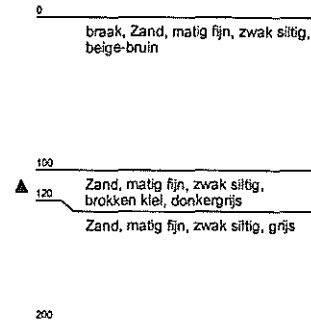 0
braak, Zand, matig fijn, zwak siltig,
beige-bruin
100
Zand, matig fijn, zwak siltig,
120
brokken klei, donkergrijs
Zand, matig fijn, zwak siltig, grijs
200